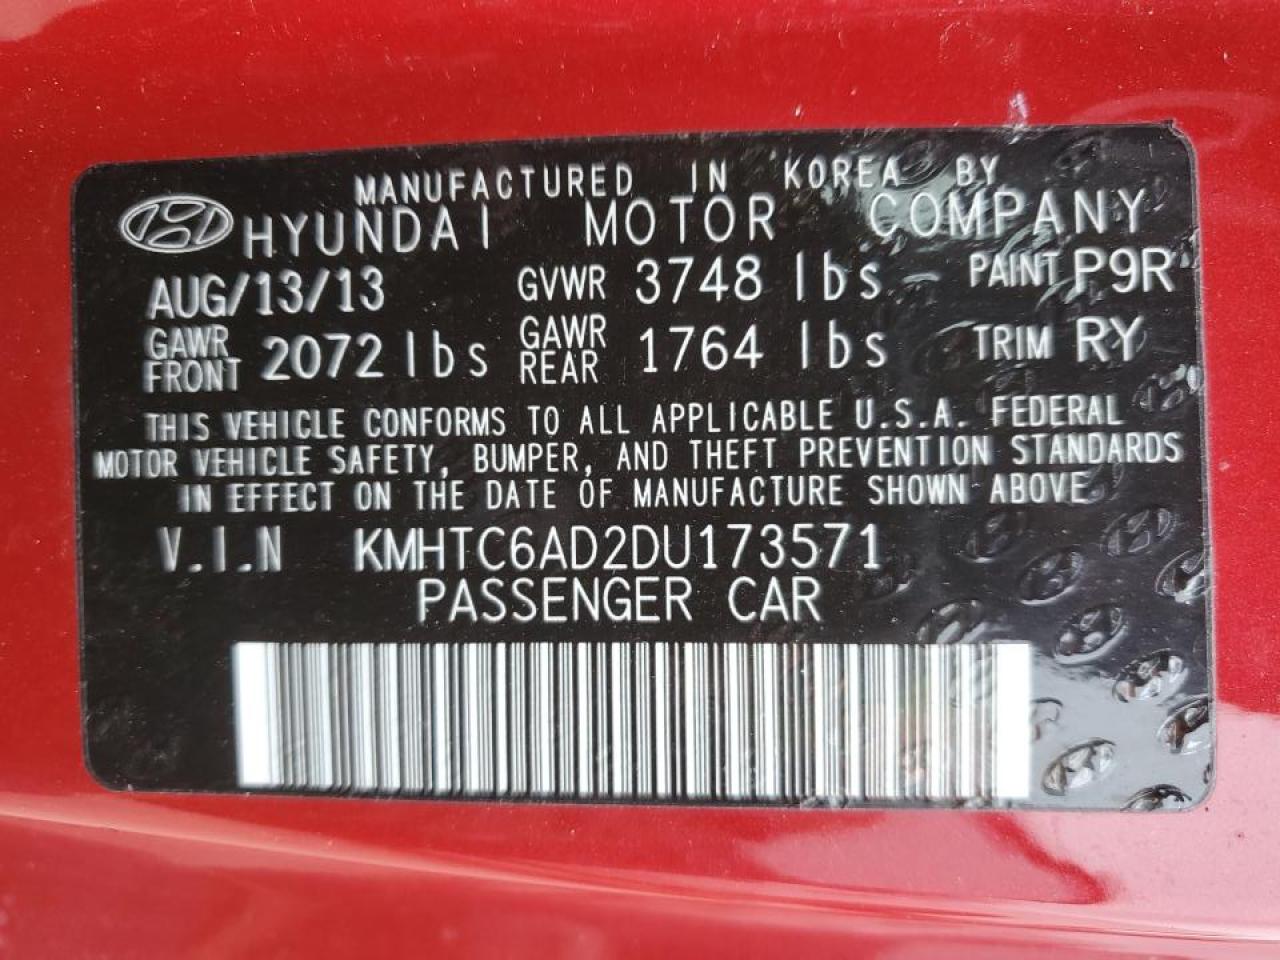 MANUFACTURED IN KOREA BY
HYUNDAI MOTOR COMPANY
AUG/13/13 GVWR 3748 lbs PAINT P9R
GAWR FRONT 2072 lbs GAWR REAR 1764 lbs TRIM RY
THIS VEHICLE CONFORMS TO ALL APPLICABLE U.S.A. FEDERAL
MOTOR VEHICLE SAFETY, BUMPER, AND THEFT PREVENTION STANDARDS
IN EFFECT ON THE DATE OF MANUFACTURE SHOWN ABOVE
V.I.N KMHTC6AD2DU173571
PASSENGER CAR